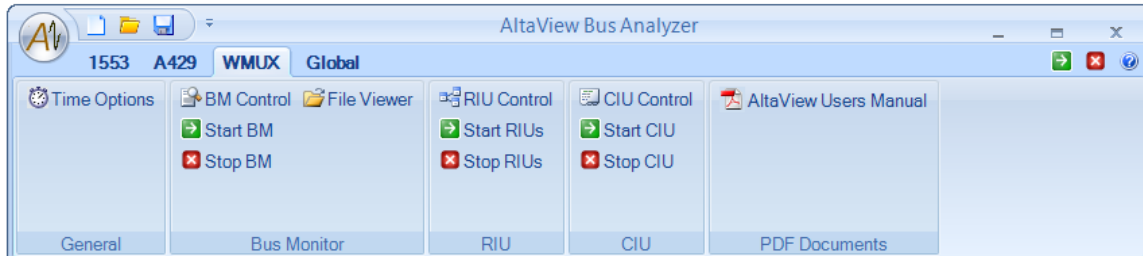 AltaView Bus Analyzer
1553 A429 WMUX Global
Time Options BM Control File Viewer RIU Control CIU Control AltaView Users Manual
Start BM Start RIUs Start CIU
Stop BM Stop RIUs Stop CIU
General Bus Monitor RIU CIU PDF Documents